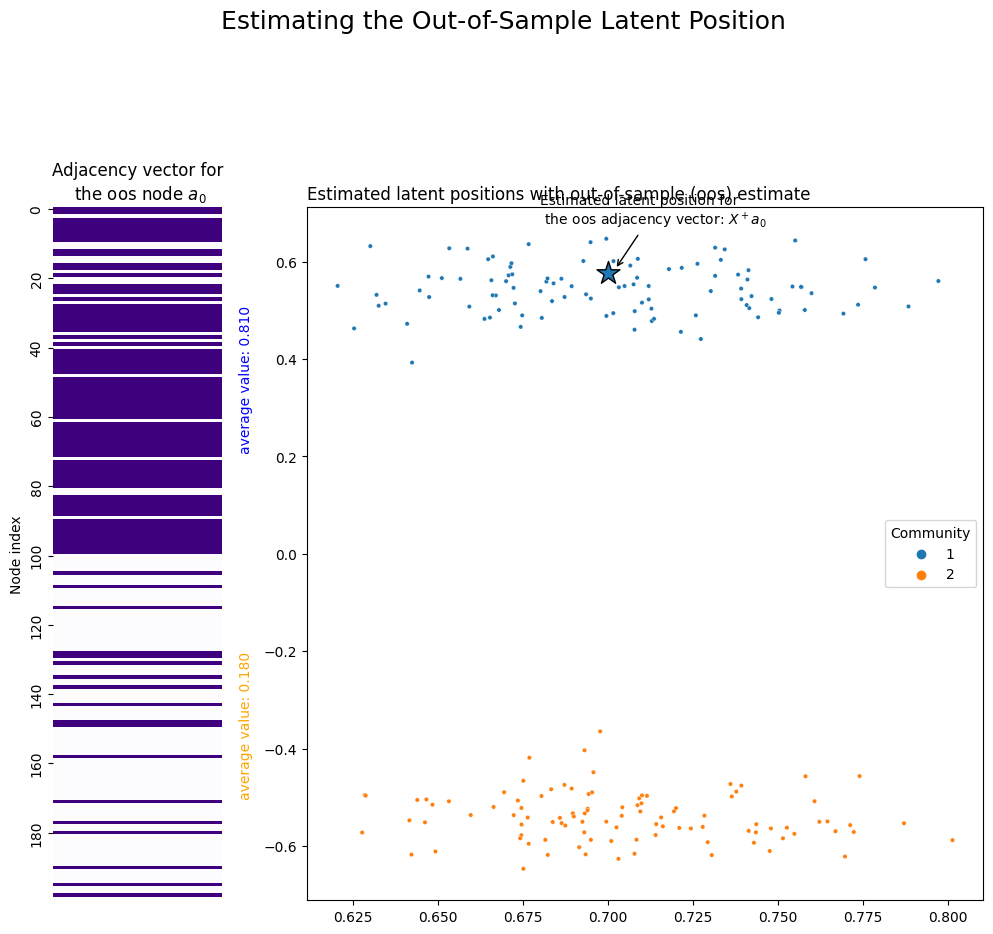 Estimating the Out-of-Sample Latent Position
Adjacency vector for
the oos node a₀
Node index
0
20
40
60
80
100
120
140
160
180
average value: 0.810
average value: 0.180
Estimated latent positions with out-of-sample (oos) estimate
Estimated latent position for
the oos adjacency vector: X⁺a₀
0.6
0.4
0.2
0.0
−0.2
−0.4
−0.6
Community
1
2
0.625
0.650
0.675
0.700
0.725
0.750
0.775
0.800